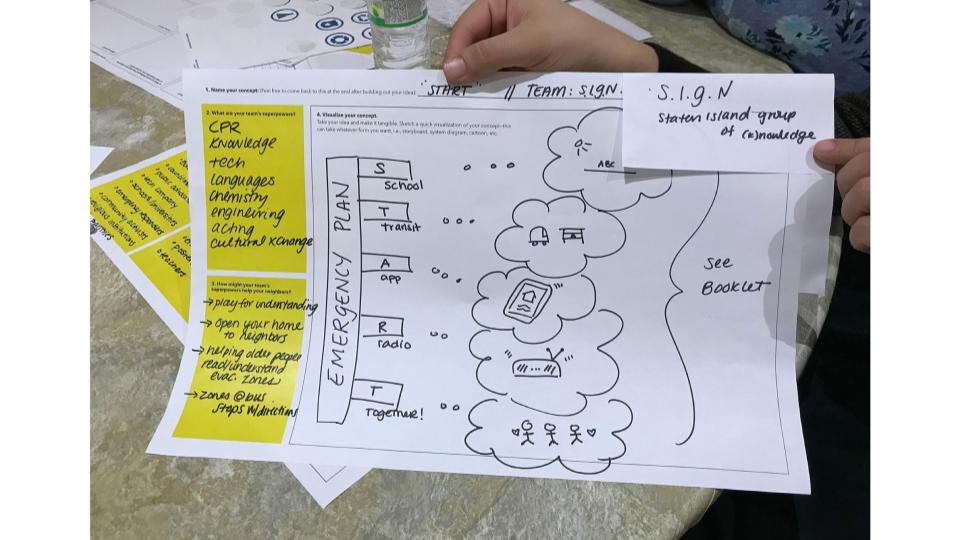 1. Name your concept: (feel free to come back to this at the end after building out your idea) "START" // TEAM: S.I.G.N.
S.I.G.N
Staten Island group
of (k)nowledge
2. What are your team's superpowers?
CPR
Knowledge
tech
languages
chemistry
engineering
acting
cultural xchange
3. How might your team's
superpowers help your neighbors?
→ play for understanding
→ open your home
to neighbors
→ helping older people
read/understand
evac. zones
→ zones @ bus
stops w/directions
4. Visualize your concept.
Take your idea and make it tangible. Sketch a quick visualization of your concept–this
can take whatever form you want, i.e., storyboard, system diagram, cartoon, etc.
EMERGENCY PLAN
S
school
T
transit
A
app
R
radio
T
Together!
ABC
see
BOOKLET
teachers